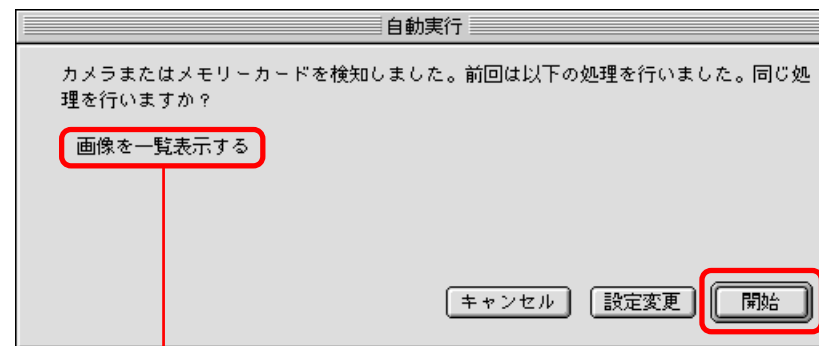 自動実行
カメラまたはメモリーカードを検知しました。前回は以下の処理を行いました。同じ処
理を行いますか?
画像を一覧表示する
キャンセル 設定変更 開始